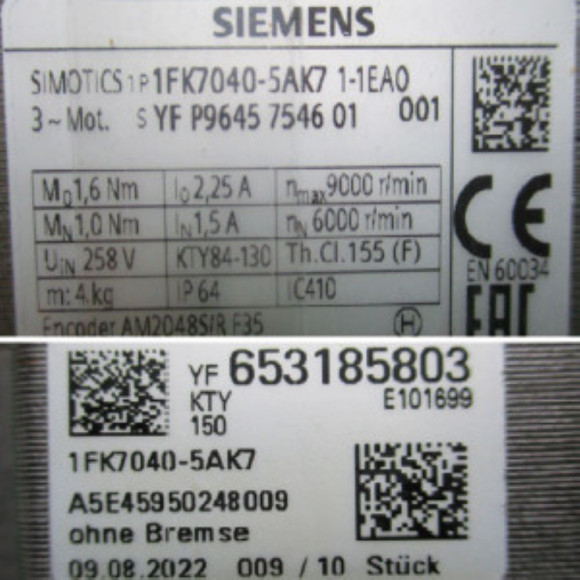 SIEMENS
SIMOTICS 1P 1FK7040-5AK7 1-1EA0
3~Mot. S YF P9645 7546 01 001
M0 1,6 Nm I0 2,25 A nmax 9000 r/min
MN 1,0 Nm IN 1,5 A nN 6000 r/min
UIN 258 V KTY84-130 Th.Cl.155 (F)
m: 4 kg IP 64 IC410
Encoder AM2048S/R F35 H
CE
EN 60034
EAC
YF 653185803
KTY E101699
150
1FK7040-5AK7
A5E45950248009
ohne Bremse
09.08.2022 009 / 10 Stück